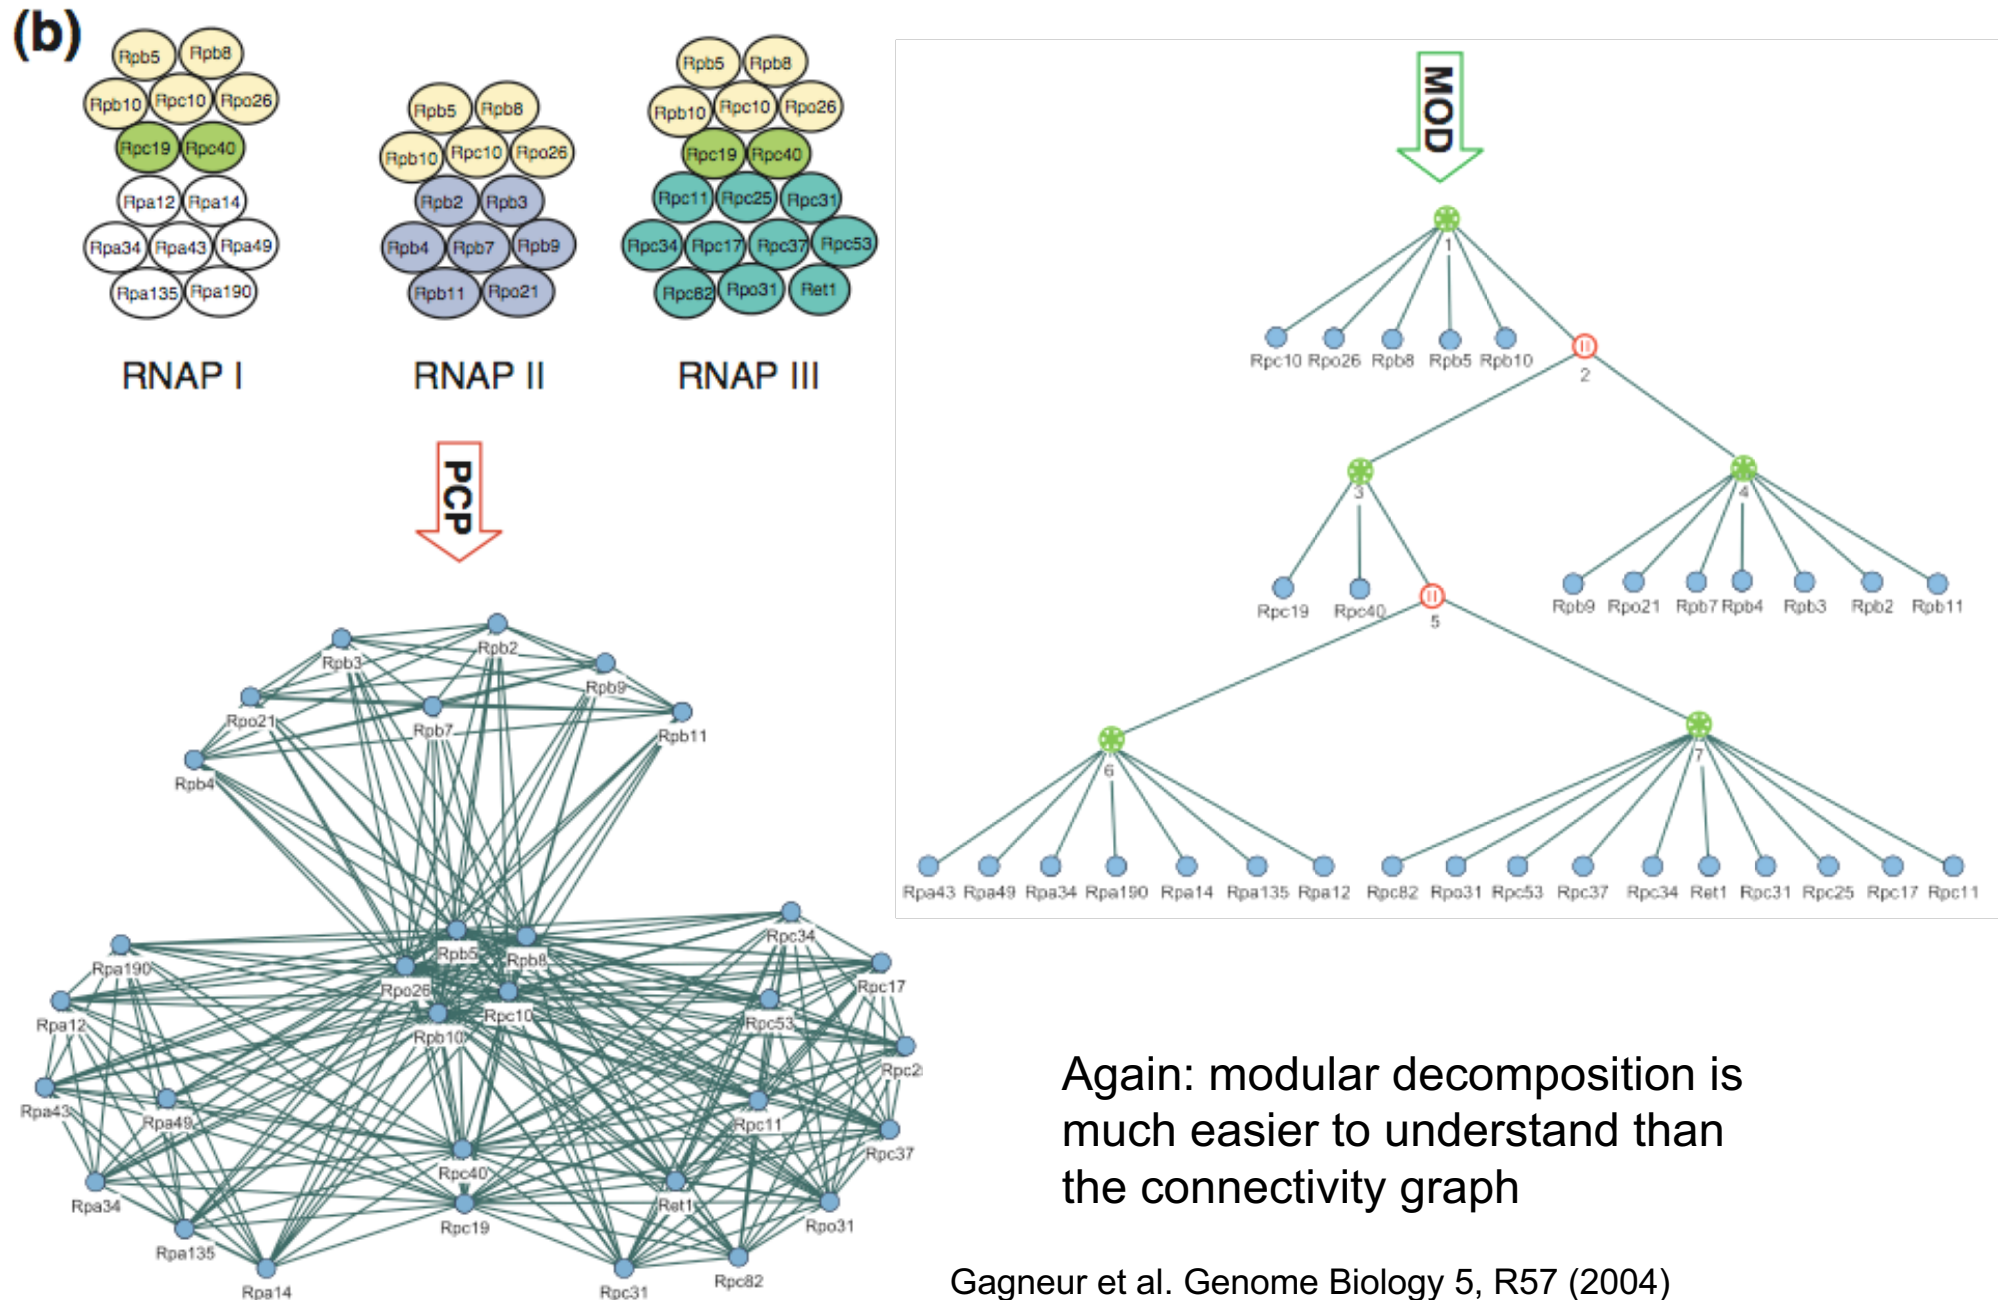 (b)
Rpb5 Rpb8
Rpb10 Rpc10 Rpo26
Rpc19 Rpc40
Rpa12 Rpa14
Rpa34 Rpa43 Rpa49
Rpa135 Rpa190
RNAP I
Rpb5 Rpb8
Rpb10 Rpc10 Rpo26
Rpb2 Rpb3
Rpb4 Rpb7 Rpb9
Rpb11 Rpo21
RNAP II
Rpb5 Rpb8
Rpb10 Rpc10 Rpo26
Rpc19 Rpc40
Rpc11 Rpc25 Rpc31
Rpc34 Rpc17 Rpc37 Rpc53
Rpc82 Rpo31 Ret1
RNAP III
PCP
Rpb2
Rpb3
Rpb9
Rpo21
Rpb7
Rpb11
Rpb4
Rpc34
Rpb5
Rpb8
Rpa190
Rpc17
Rpo26
Rpc10
Rpc53
Rpa12
Rpb10
Rpc2
Rpa43
Rpa49
Rpc11
Rpc37
Rpc40
Rpa34
Ret1
Rpo31
Rpc19
Rpa135
Rpc82
Rpa14
Rpc31
MOD
1
Rpc10 Rpo26 Rpb8 Rpb5 Rpb10
2
3
4
Rpc19 Rpc40
5
Rpb9 Rpo21 Rpb7 Rpb4 Rpb3 Rpb2 Rpb11
6
7
Rpa43 Rpa49 Rpa34 Rpa190 Rpa14 Rpa135 Rpa12
Rpc82 Rpo31 Rpc53 Rpc37 Rpc34 Ret1 Rpc31 Rpc25 Rpc17 Rpc11
Again: modular decomposition is
much easier to understand than
the connectivity graph
Gagneur et al. Genome Biology 5, R57 (2004)